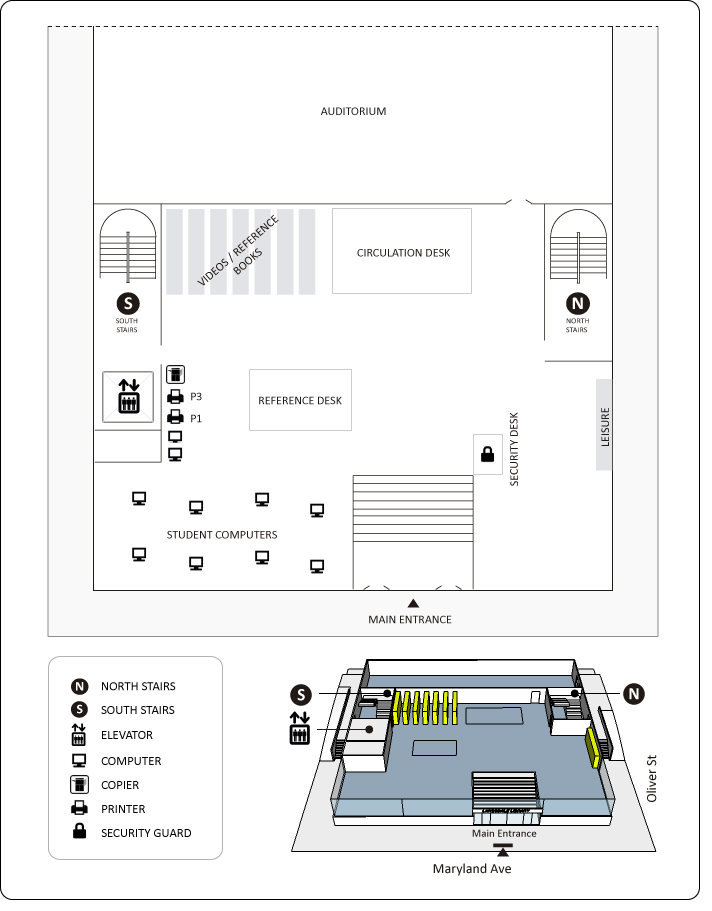 AUDITORIUM
VIDEOS / REFERENCE
BOOKS
CIRCULATION DESK
S
SOUTH
STAIRS
N
NORTH
STAIRS
P3
P1
REFERENCE DESK
LEISURE
SECURITY DESK
STUDENT COMPUTERS
MAIN ENTRANCE
N NORTH STAIRS
S SOUTH STAIRS
ELEVATOR
COMPUTER
COPIER
PRINTER
SECURITY GUARD
S
N
Oliver St
Main Entrance
Maryland Ave